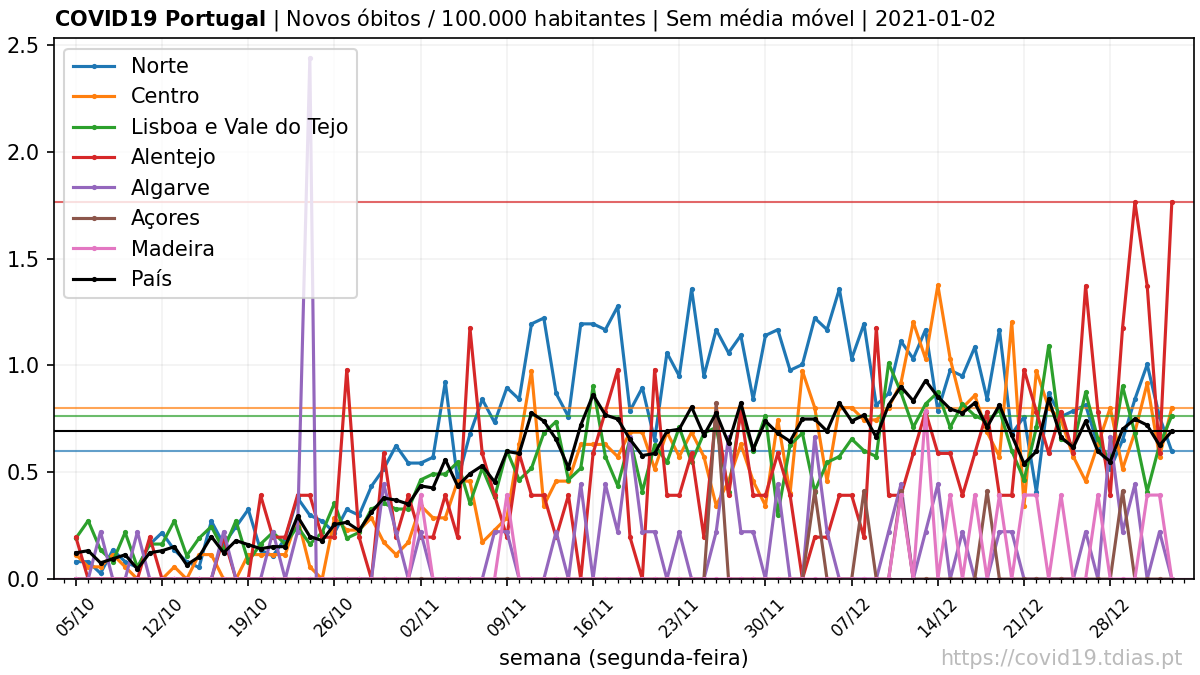 COVID19 Portugal | Novos óbitos / 100.000 habitantes | Sem média móvel | 2021-01-02
2.5
2.0
1.5
1.0
0.5
0.0
Norte
Centro
Lisboa e Vale do Tejo
Alentejo
Algarve
Açores
Madeira
País
05/10
12/10
19/10
26/10
02/11
09/11
16/11
23/11
30/11
07/12
14/12
21/12
28/12
semana (segunda-feira)
https://covid19.tdias.pt